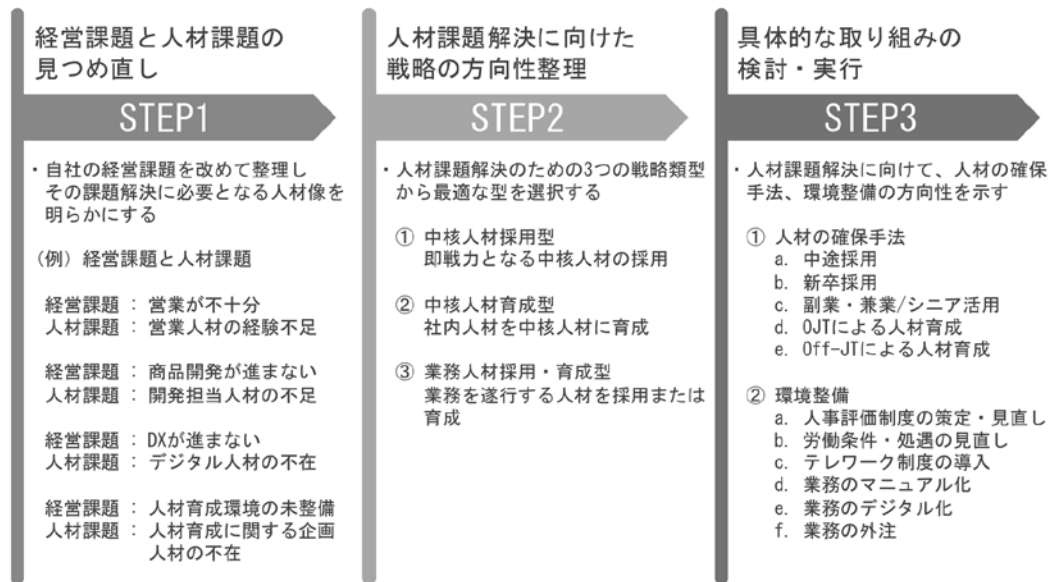 経営課題と人材課題の
見つめ直し
STEP1
・自社の経営課題を改めて整理し
その課題解決に必要となる人材像を
明らかにする
(例) 経営課題と人材課題
経営課題 : 営業が不十分
人材課題 : 営業人材の経験不足
経営課題 : 商品開発が進まない
人材課題 : 開発担当人材の不足
経営課題 : DXが進まない
人材課題 : デジタル人材の不在
経営課題 : 人材育成環境の未整備
人材課題 : 人材育成に関する企画
人材の不在
人材課題解決に向けた
戦略の方向性整理
STEP2
・人材課題解決のための3つの戦略類型
から最適な型を選択する
① 中核人材採用型
即戦力となる中核人材の採用
② 中核人材育成型
社内人材を中核人材に育成
③ 業務人材採用・育成型
業務を遂行する人材を採用または
育成
具体的な取り組みの
検討・実行
STEP3
・人材課題解決に向けて、人材の確保
手法、環境整備の方向性を示す
① 人材の確保手法
a. 中途採用
b. 新卒採用
c. 副業・兼業/シニア活用
d. OJTによる人材育成
e. Off-JTによる人材育成
② 環境整備
a. 人事評価制度の策定・見直し
b. 労働条件・処遇の見直し
c. テレワーク制度の導入
d. 業務のマニュアル化
e. 業務のデジタル化
f. 業務の外注